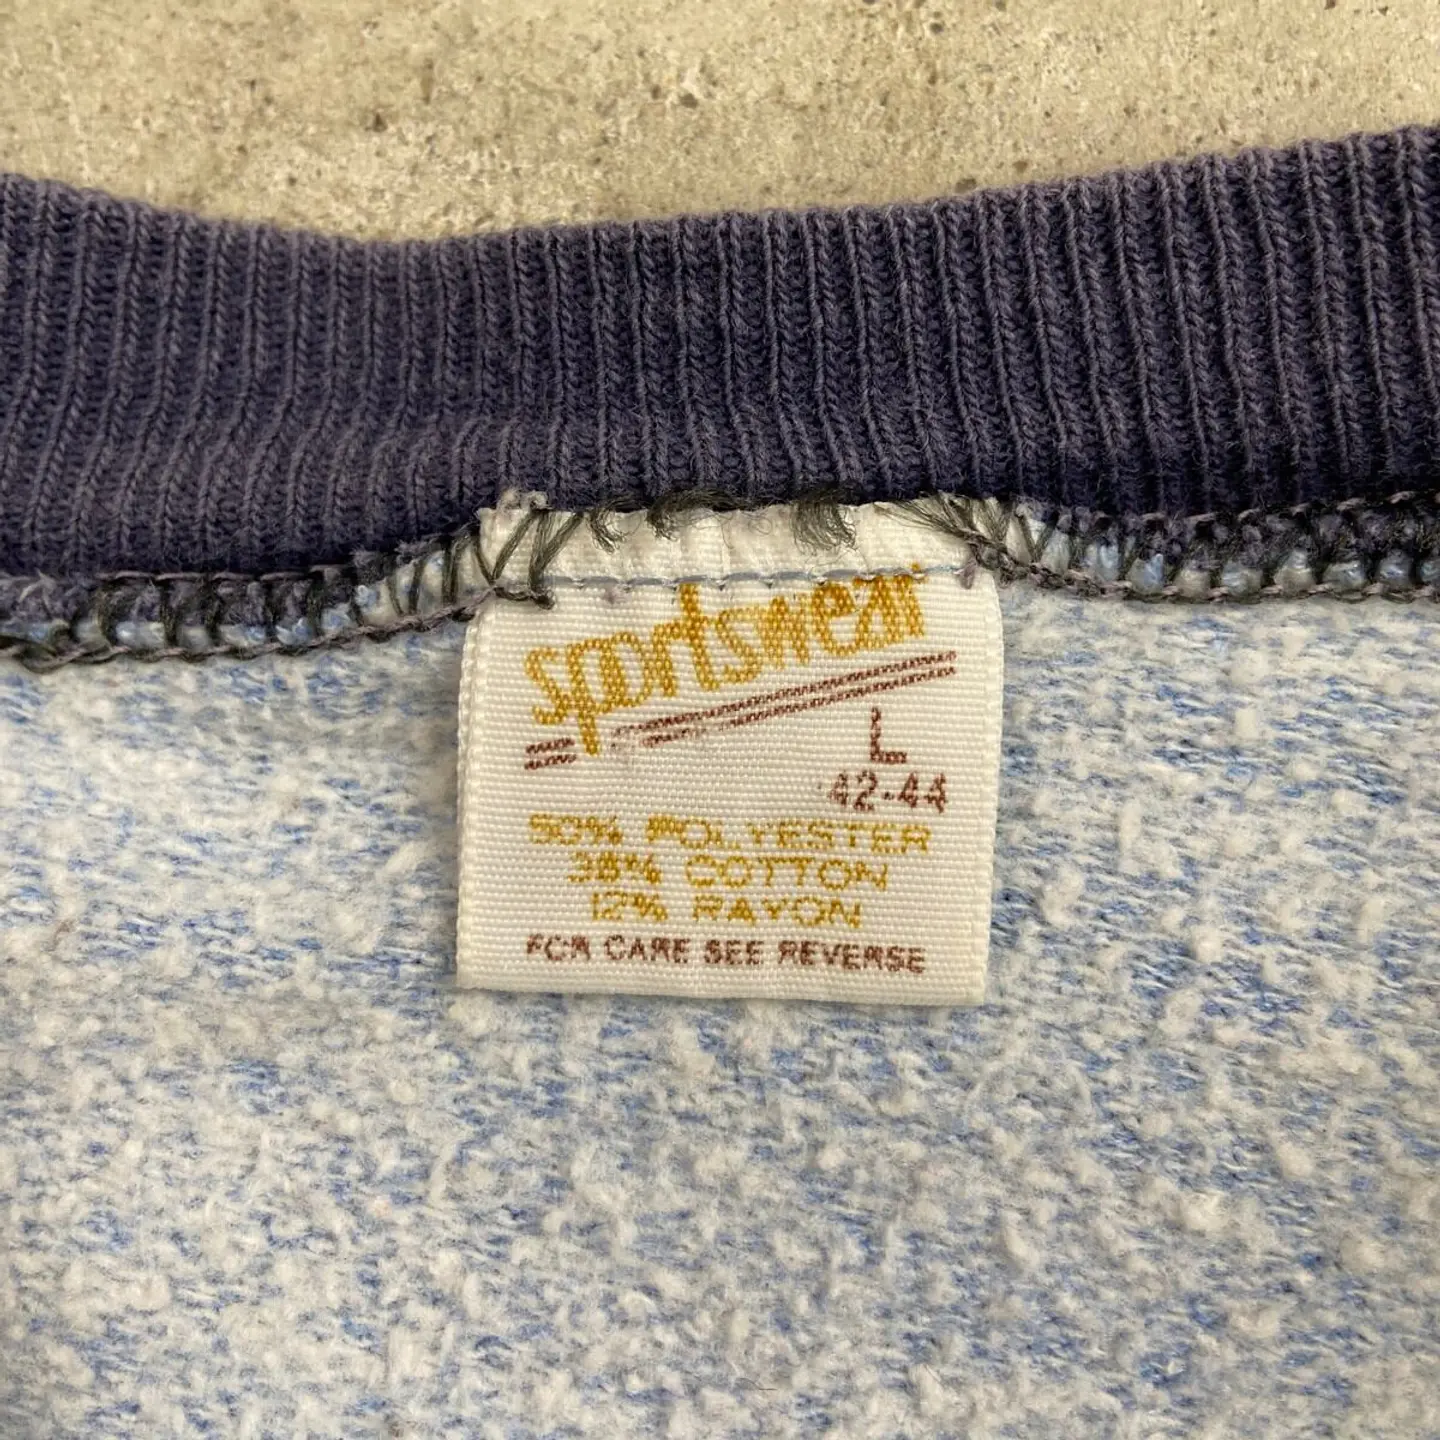 sportswear
L
42-44
50% POLYESTER
38% COTTON
12% RAYON
FOR CARE SEE REVERSE